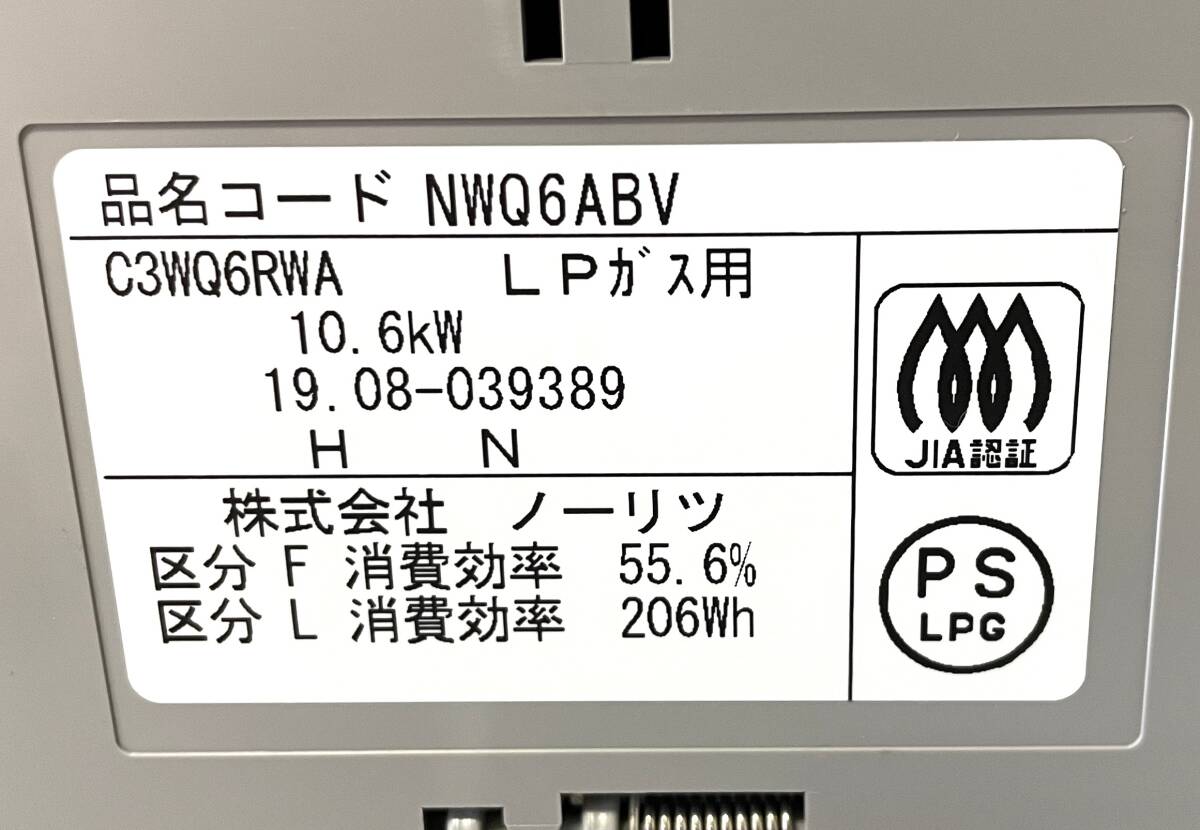 品名コード NWQ6ABV
C3WQ6RWA LPｶﾞｽ用
10.6kW
19.08-039389
H N
株式会社 ノーリツ
区分 F 消費効率 55.6%
区分 L 消費効率 206Wh
JIA認証
PS
LPG